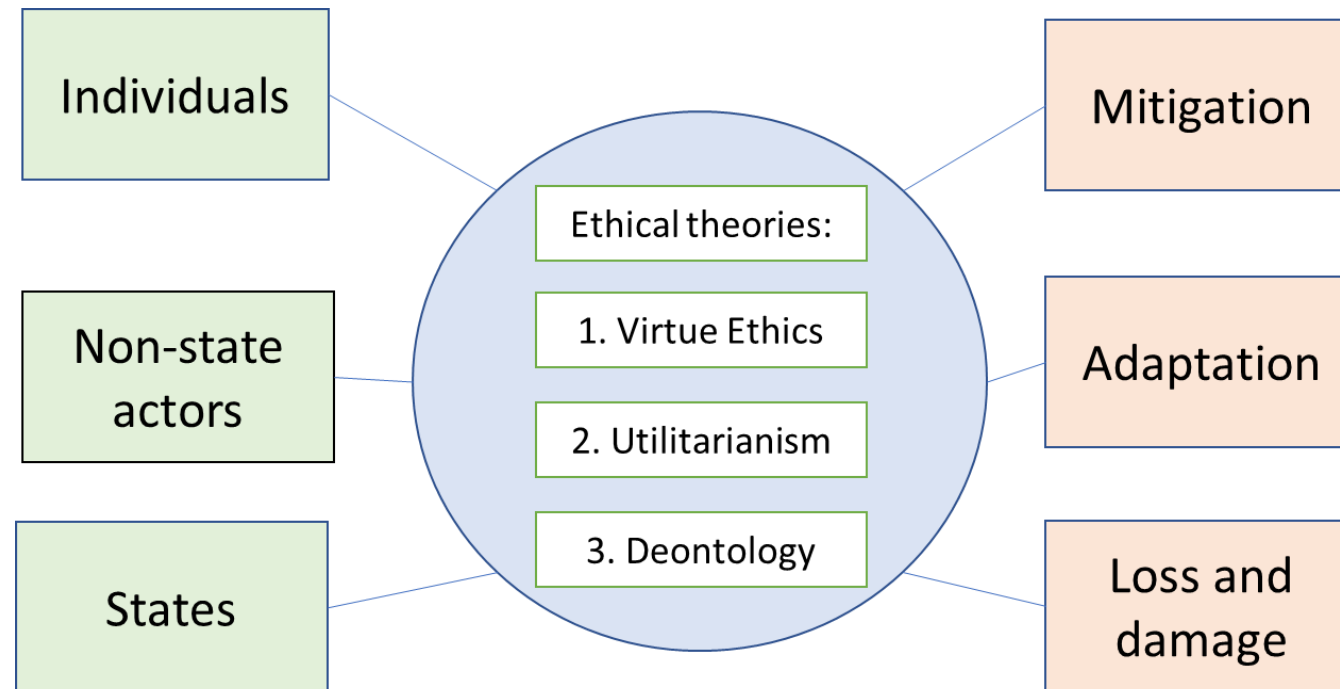 Individuals
Non-state
actors
States
Ethical theories:
1. Virtue Ethics
2. Utilitarianism
3. Deontology
Mitigation
Adaptation
Loss and
damage